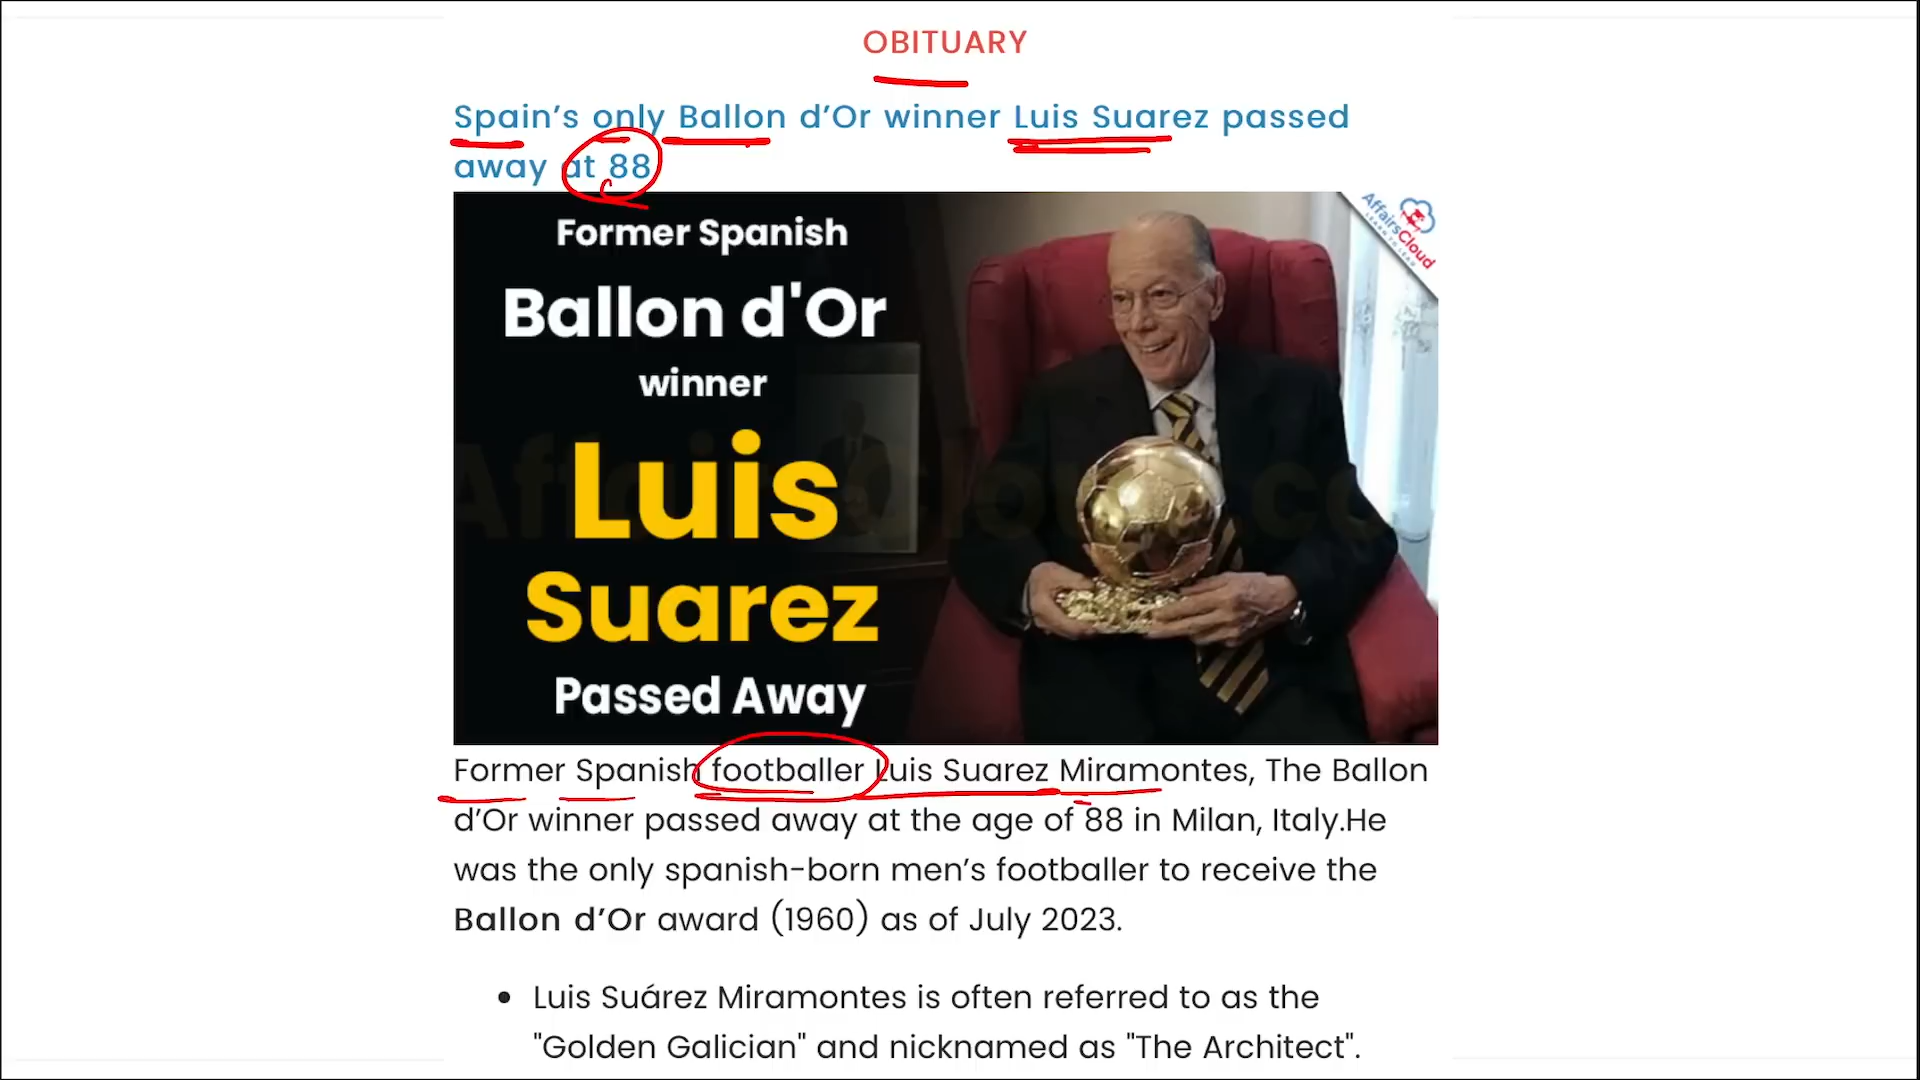 OBITUARY
Spain’s only Ballon d’Or winner Luis Suarez passed
away at 88
Former Spanish
Ballon d'Or
winner
Luis
Suarez
Passed Away
AffairsCloud
LEARN TO LEAD
Former Spanish footballer Luis Suarez Miramontes, The Ballon
d’Or winner passed away at the age of 88 in Milan, Italy.He
was the only spanish-born men’s footballer to receive the
Ballon d’Or award (1960) as of July 2023.
• Luis Suárez Miramontes is often referred to as the
"Golden Galician" and nicknamed as "The Architect".